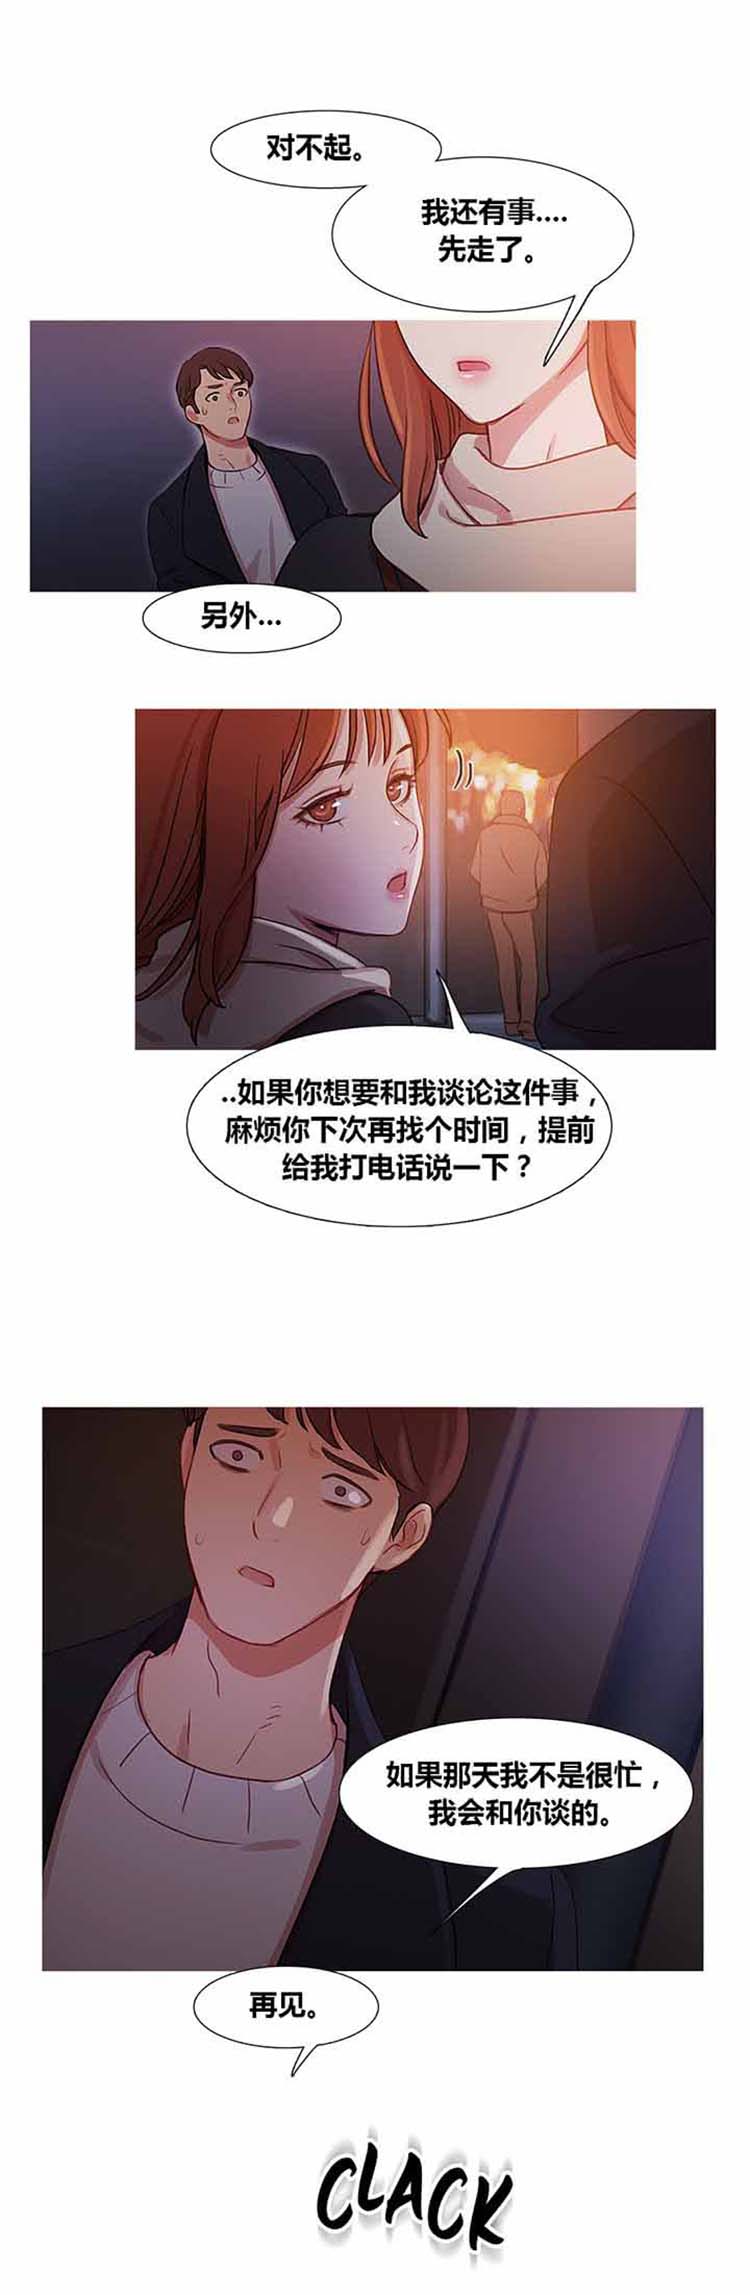 对不起。
我还有事....
先走了。
另外...
..如果你想要和我谈论这件事，
麻烦你下次再找个时间，提前
给我打电话说一下？
如果那天我不是很忙，
我会和你谈的。
再见。
CLACK